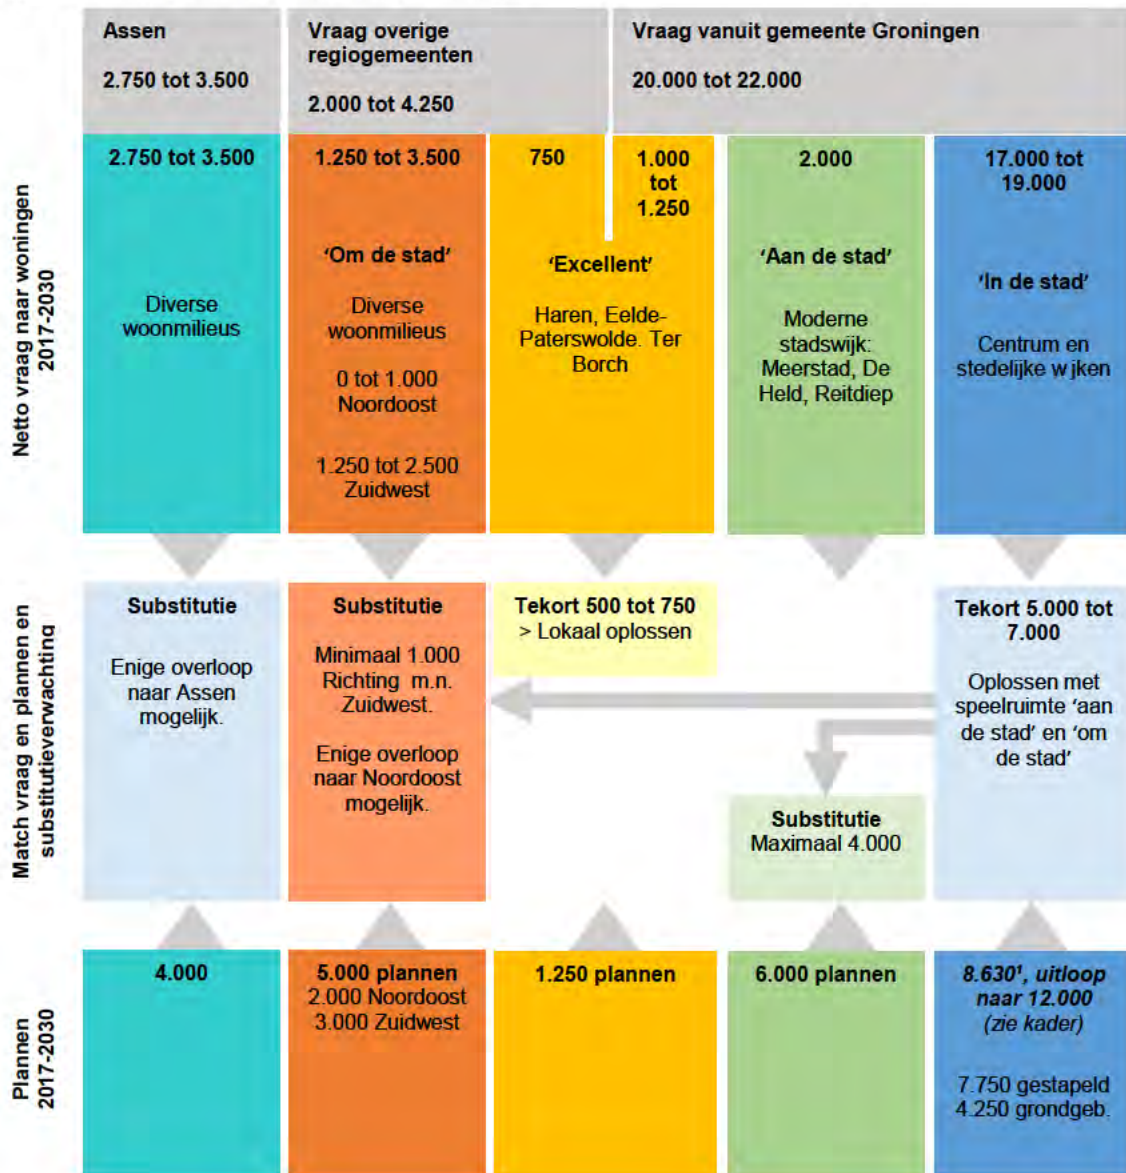 Assen
2.750 tot 3.500
Vraag overige
regiogemeenten
2.000 tot 4.250
Vraag vanuit gemeente Groningen
20.000 tot 22.000
Netto vraag naar woningen
2017-2030
2.750 tot 3.500
Diverse
woonmilieus
1.250 tot 3.500
'Om de stad'
Diverse
woonmilieus
0 tot 1.000
Noordoost
1.250 tot 2.500
Zuidwest
750
1.000
tot
1.250
'Excellent'
Haren, Eelde-
Paterswolde. Ter
Borch
2.000
'Aan de stad'
Moderne
stadswijk:
Meerstad, De
Held, Reitdiep
17.000 tot
19.000
'In de stad'
Centrum en
stedelijke wijken
Match vraag en plannen en
substitutieverwachting
Substitutie
Enige overloop
naar Assen
mogelijk.
Substitutie
Minimaal 1.000
Richting m.n.
Zuidwest.
Enige overloop
naar Noordoost
mogelijk.
Tekort 500 tot 750
> Lokaal oplossen
Substitutie
Maximaal 4.000
Tekort 5.000 tot
7.000
Oplossen met
speelruimte 'aan
de stad' en 'om
de stad'
Plannen
2017-2030
4.000
5.000 plannen
2.000 Noordoost
3.000 Zuidwest
1.250 plannen
6.000 plannen
8.630¹, uitloop
naar 12.000
(zie kader)
7.750 gestapeld
4.250 grondgeb.